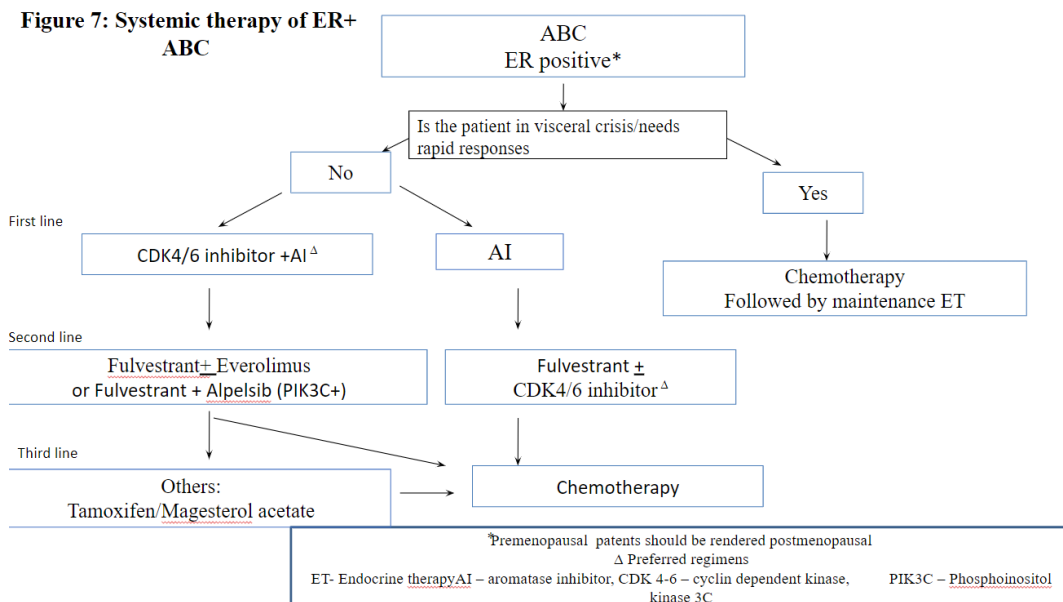 Figure 7: Systemic therapy of ER+
ABC
ABC
ER positive*
Is the patient in visceral crisis/needs
rapid responses
No
Yes
First line
CDK4/6 inhibitor +AI Δ
AI
Chemotherapy
Followed by maintenance ET
Second line
Fulvestrant+ Everolimus
or Fulvestrant + Alpelsib (PIK3C+)
Fulvestrant +
CDK4/6 inhibitor Δ
Third line
Others:
Tamoxifen/Magesterol acetate
Chemotherapy
*Premenopausal patents should be rendered postmenopausal
Δ Preferred regimens
ET- Endocrine therapyAI – aromatase inhibitor, CDK 4-6 – cyclin dependent kinase, PIK3C – Phosphoinositol
kinase 3C